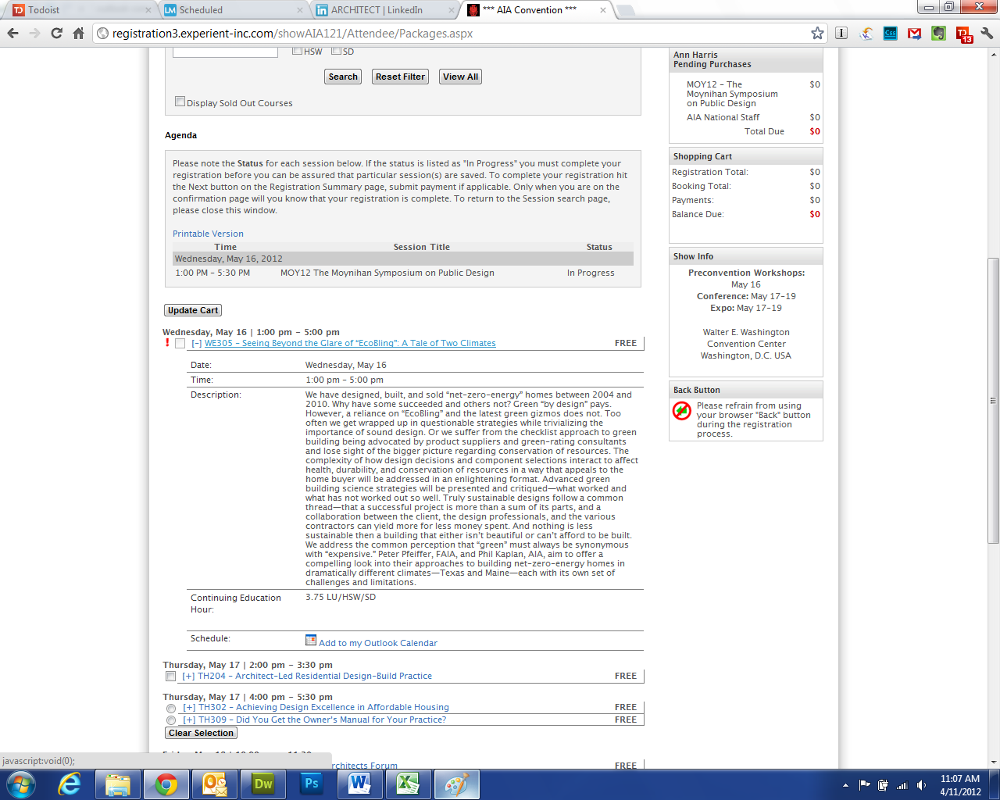 Todoist
Scheduled
ARCHITECT | LinkedIn
*** AIA Convention ***
registration3.experient-inc.com/showAIA121/Attendee/Packages.aspx
13
HSW
SD
Search
Reset Filter
View All
Display Sold Out Courses
Agenda
Please note the Status for each session below. If the status is listed as "In Progress" you must complete your
registration before you can be assured that particular session(s) are saved. To complete your registration hit
the Next button on the Registration Summary page, submit payment if applicable. Only when you are on the
confirmation page will you know that your registration is complete. To return to the Session search page,
please close this window.
Printable Version
Time Session Title Status
Wednesday, May 16, 2012
1:00 PM - 5:30 PM MOY12 The Moynihan Symposium on Public Design In Progress
Update Cart
Wednesday, May 16 | 1:00 pm - 5:00 pm
! [-] WE305 - Seeing Beyond the Glare of “EcoBling”: A Tale of Two Climates FREE
Date: Wednesday, May 16
Time: 1:00 pm - 5:00 pm
Description: We have designed, built, and sold “net-zero-energy” homes between 2004 and
2010. Why have some succeeded and others not? Green “by design” pays.
However, a reliance on “EcoBling” and the latest green gizmos does not. Too
often we get wrapped up in questionable strategies while trivializing the
importance of sound design. Or we suffer from the checklist approach to green
building being advocated by product suppliers and green-rating consultants
and lose sight of the bigger picture regarding conservation of resources. The
complexity of how design decisions and component selections interact to affect
health, durability, and conservation of resources in a way that appeals to the
home buyer will be addressed in an enlightening format. Advanced green
building science strategies will be presented and critiqued—what worked and
what has not worked out so well. Truly sustainable designs follow a common
thread—that a successful project is more than a sum of its parts, and a
collaboration between the client, the design professionals, and the various
contractors can yield more for less money spent. And nothing is less
sustainable then a building that either isn’t beautiful or can’t afford to be built.
We address the common perception that “green” must always be synonymous
with “expensive.” Peter Pfeiffer, FAIA, and Phil Kaplan, AIA, aim to offer a
compelling look into their approaches to building net-zero-energy homes in
dramatically different climates—Texas and Maine—each with its own set of
challenges and limitations.
Continuing Education 3.75 LU/HSW/SD
Hour:
Schedule: Add to my Outlook Calendar
Thursday, May 17 | 2:00 pm - 3:30 pm
[+] TH204 - Architect-Led Residential Design-Build Practice FREE
Thursday, May 17 | 4:00 pm - 5:30 pm
[+] TH302 - Achieving Design Excellence in Affordable Housing FREE
[+] TH309 - Did You Get the Owner's Manual for Your Practice? FREE
Clear Selection
rchitects Forum FREE
javascript:void(0);
Ann Harris
Pending Purchases
MOY12 - The $0
Moynihan Symposium
on Public Design
AIA National Staff $0
Total Due $0
Shopping Cart
Registration Total: $0
Booking Total: $0
Payments: $0
Balance Due: $0
Show Info
Preconvention Workshops:
May 16
Conference: May 17-19
Expo: May 17-19
Walter E. Washington
Convention Center
Washington, D.C. USA
Back Button
Please refrain from using
your browser "Back" button
during the registration
process.
Dw
Ps
11:07 AM
4/11/2012